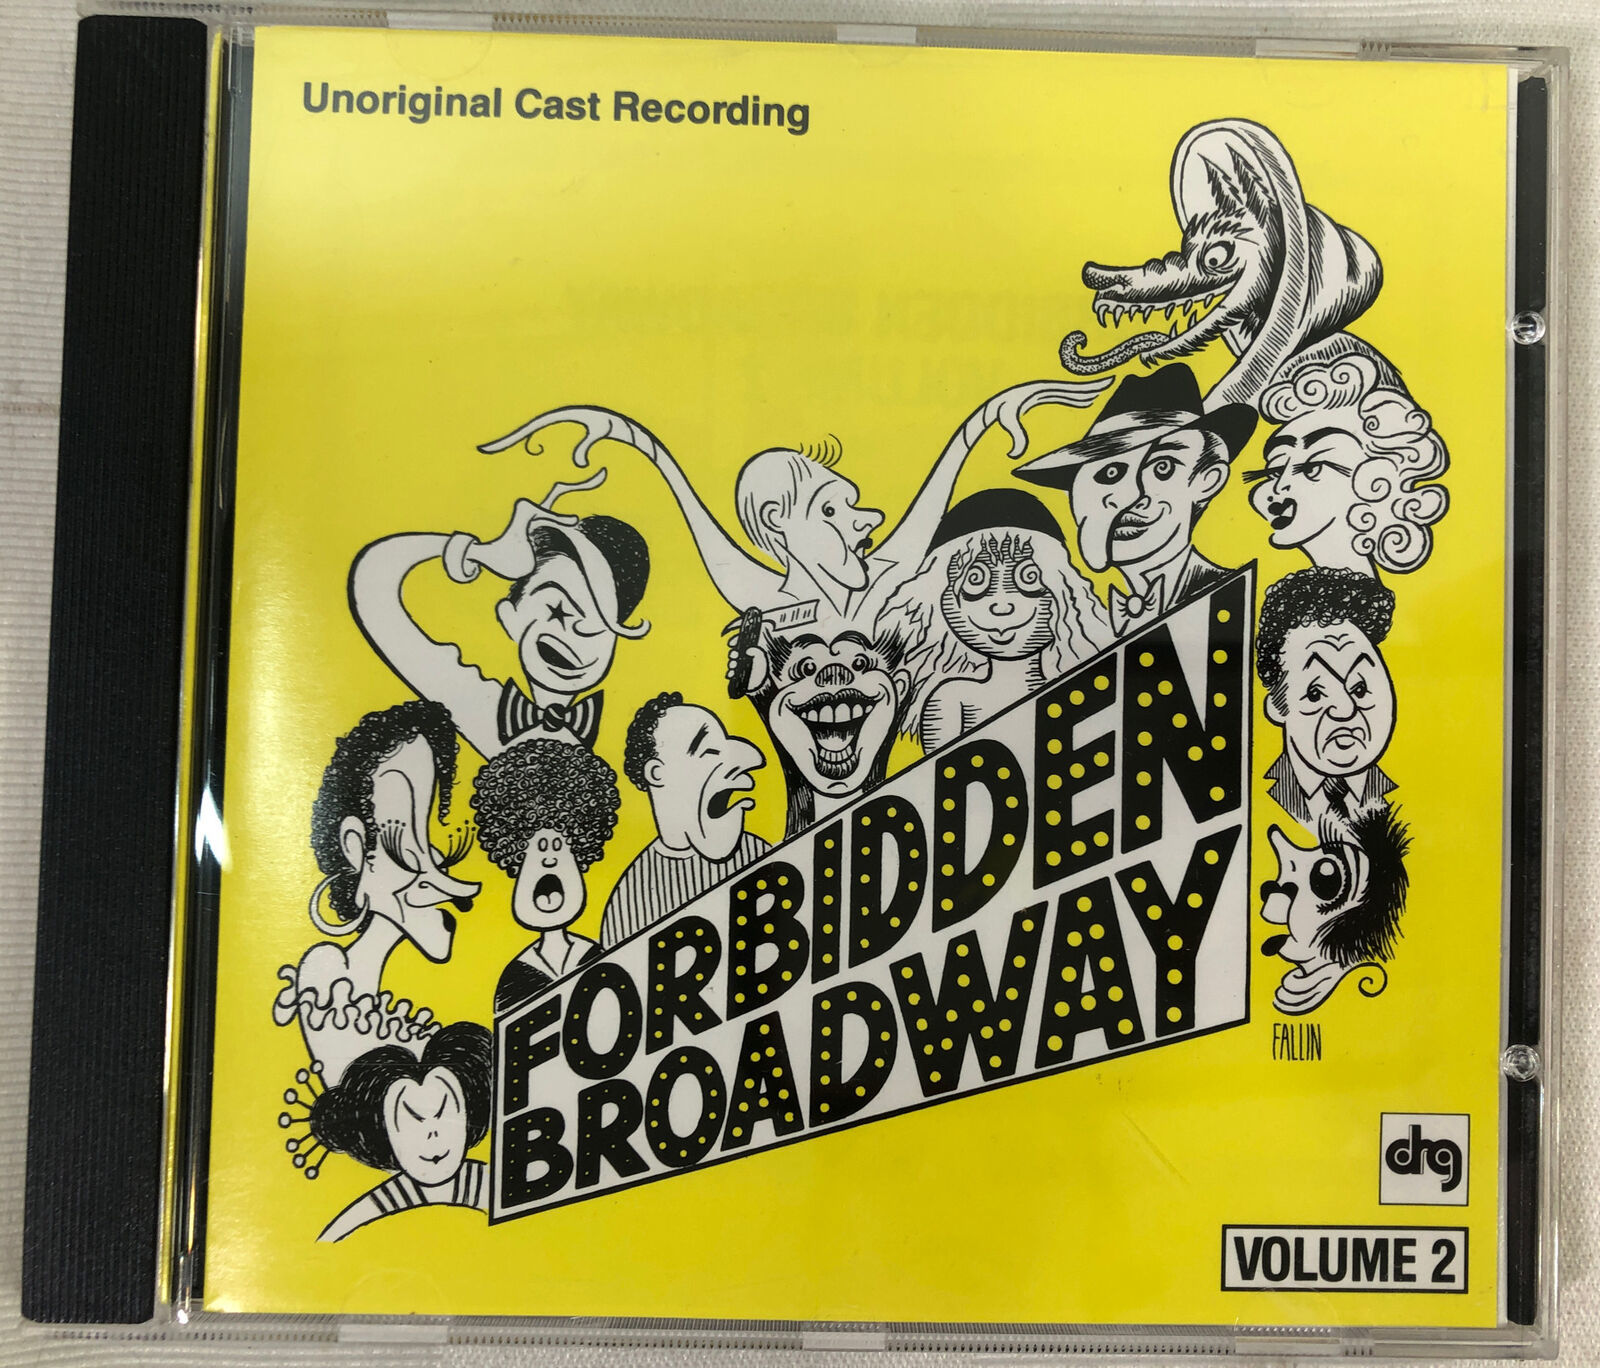 Unoriginal Cast Recording
FORBIDDEN
BROADWAY
FALLIN
drg
VOLUME 2